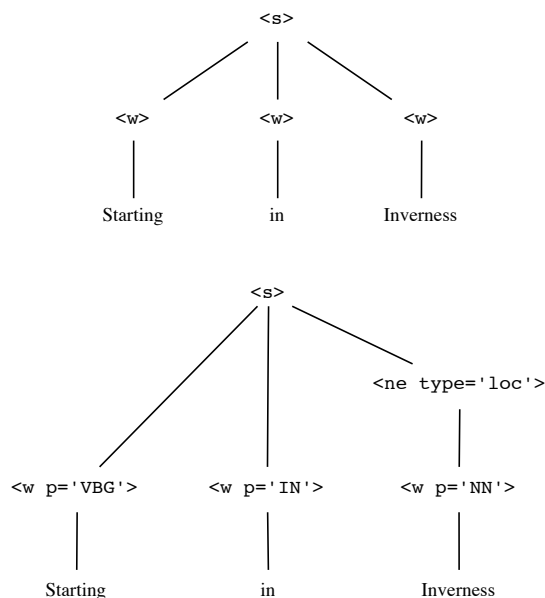 <s>
<w> <w> <w>
Starting in Inverness
<s>
<ne type='loc'>
<w p='VBG'> <w p='IN'> <w p='NN'>
Starting in Inverness